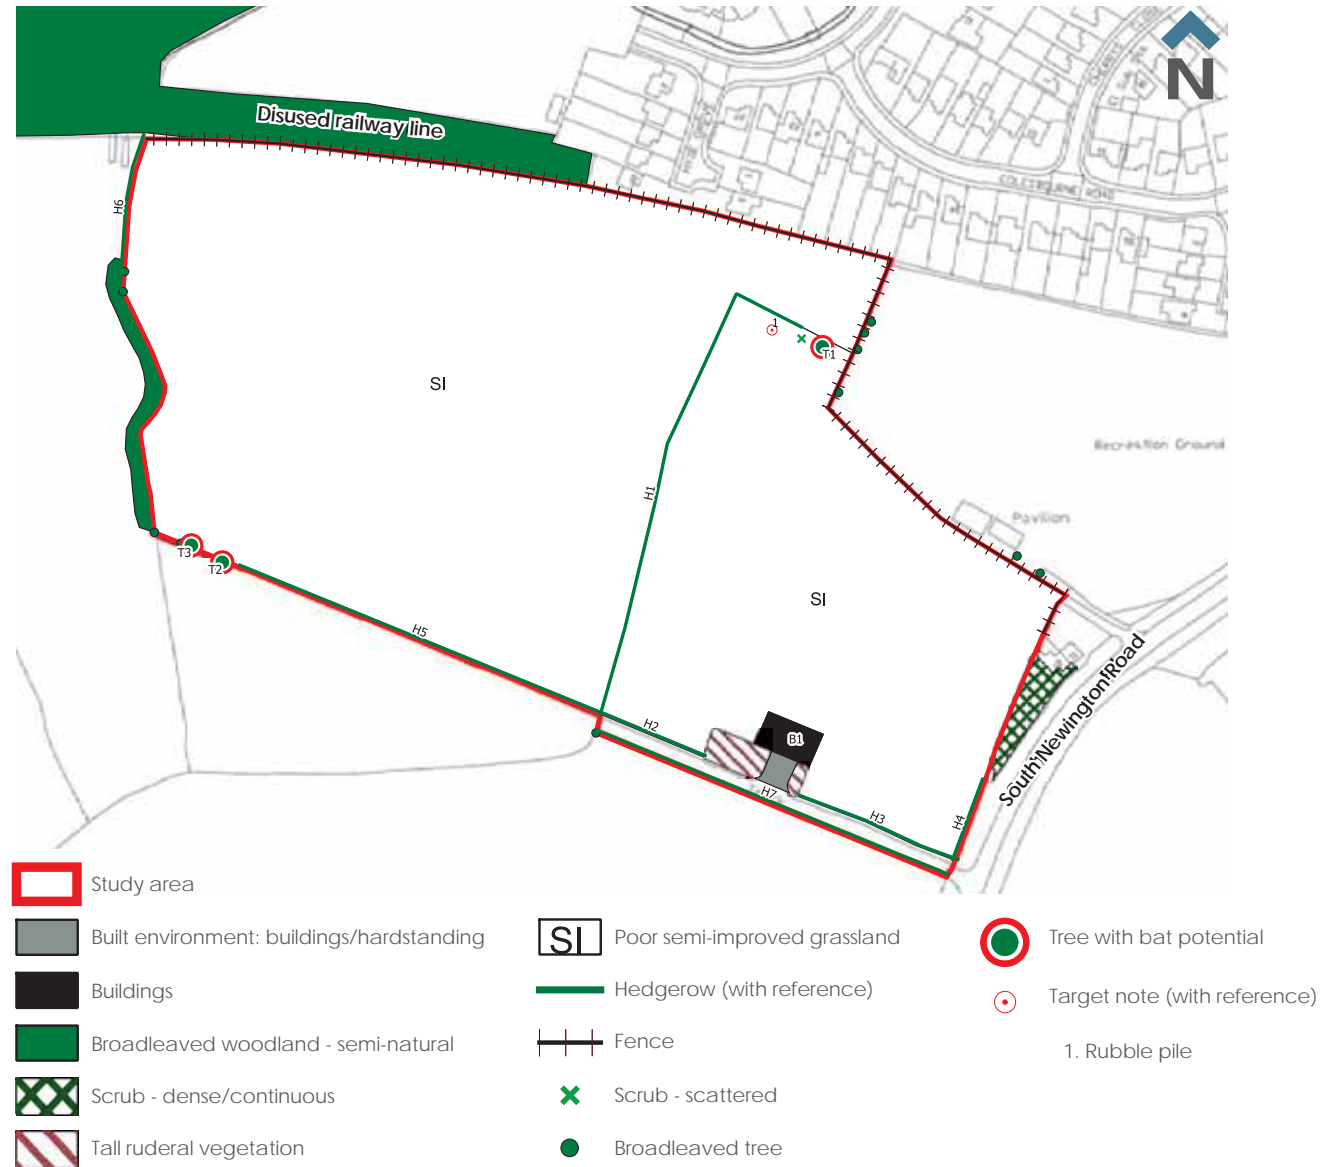 N
Disused railway line
COLESBOURNE ROAD
H6
1
T1
SI
Recreation Ground
H1
Pavilion
T3
T2
SI
H5
South Newington Road
H2
B1
H7
H3
H4
Study area
Built environment: buildings/hardstanding
Buildings
Broadleaved woodland - semi-natural
Scrub - dense/continuous
Tall ruderal vegetation
SI Poor semi-improved grassland
Hedgerow (with reference)
Fence
Scrub - scattered
Broadleaved tree
Tree with bat potential
Target note (with reference)
1. Rubble pile